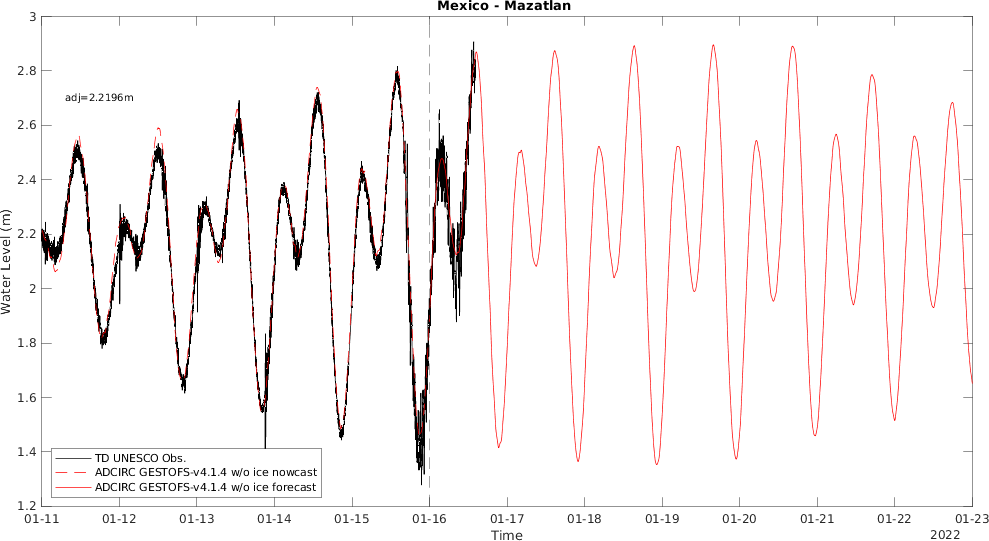 Mexico - Mazatlan
3
2.8
2.6
2.4
2.2
2
1.8
1.6
1.4
1.2
Water Level (m)
adj=2.2196m
TD UNESCO Obs.
ADCIRC GESTOFS-v4.1.4 w/o ice nowcast
ADCIRC GESTOFS-v4.1.4 w/o ice forecast
01-11 01-12 01-13 01-14 01-15 01-16 01-17 01-18 01-19 01-20 01-21 01-22 01-23
Time
2022